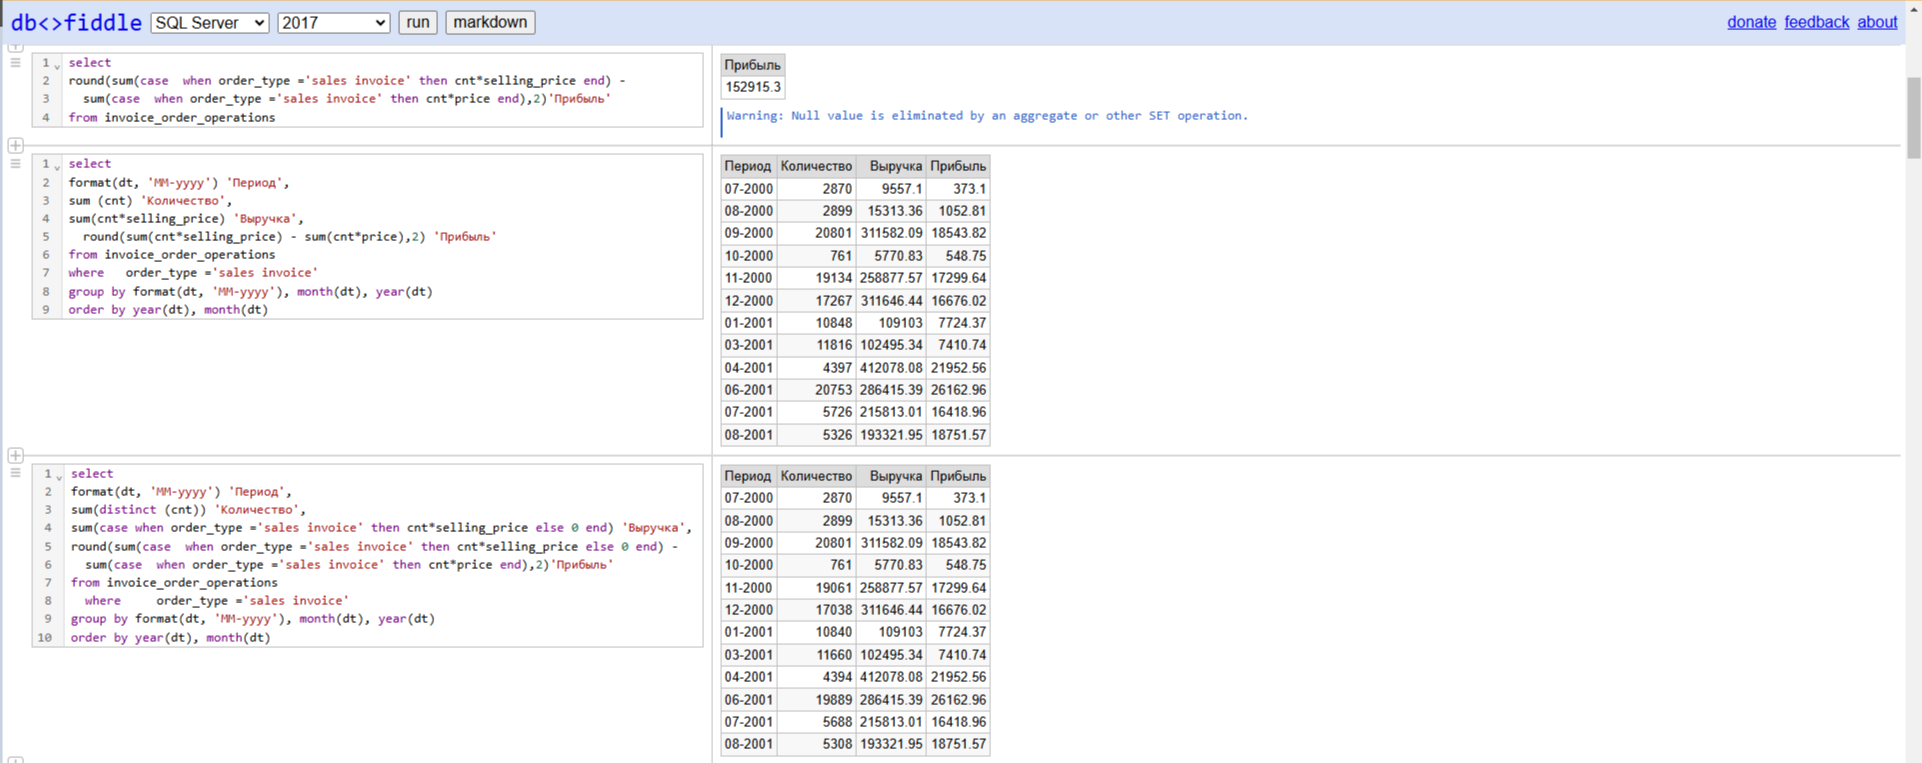 db<>fiddle SQL Server 2017 run markdown donate feedback about
1 select
2 round(sum(case  when order_type ='sales invoice' then cnt*selling_price end) -
3   sum(case  when order_type ='sales invoice' then cnt*price end),2)'Прибыль'
4 from invoice_order_operations
Прибыль
152915.3
Warning: Null value is eliminated by an aggregate or other SET operation.
1 select
2 format(dt, 'MM-yyyy') 'Период',
3 sum (cnt) 'Количество',
4 sum(cnt*selling_price) 'Выручка',
5   round(sum(cnt*selling_price) - sum(cnt*price),2) 'Прибыль'
6 from invoice_order_operations
7 where   order_type ='sales invoice'
8 group by format(dt, 'MM-yyyy'), month(dt), year(dt)
9 order by year(dt), month(dt)
Период Количество Выручка Прибыль
07-2000 2870 9557.1 373.1
08-2000 2899 15313.36 1052.81
09-2000 20801 311582.09 18543.82
10-2000 761 5770.83 548.75
11-2000 19134 258877.57 17299.64
12-2000 17267 311646.44 16676.02
01-2001 10848 109103 7724.37
03-2001 11816 102495.34 7410.74
04-2001 4397 412078.08 21952.56
06-2001 20753 286415.39 26162.96
07-2001 5726 215813.01 16418.96
08-2001 5326 193321.95 18751.57
1 select
2 format(dt, 'MM-yyyy') 'Период',
3 sum(distinct (cnt)) 'Количество',
4 sum(case when order_type ='sales invoice' then cnt*selling_price else 0 end) 'Выручка',
5 round(sum(case  when order_type ='sales invoice' then cnt*selling_price else 0 end) -
6   sum(case  when order_type ='sales invoice' then cnt*price end),2)'Прибыль'
7 from invoice_order_operations
8   where     order_type ='sales invoice'
9 group by format(dt, 'MM-yyyy'), month(dt), year(dt)
10 order by year(dt), month(dt)
Период Количество Выручка Прибыль
07-2000 2870 9557.1 373.1
08-2000 2899 15313.36 1052.81
09-2000 20801 311582.09 18543.82
10-2000 761 5770.83 548.75
11-2000 19061 258877.57 17299.64
12-2000 17038 311646.44 16676.02
01-2001 10840 109103 7724.37
03-2001 11660 102495.34 7410.74
04-2001 4394 412078.08 21952.56
06-2001 19889 286415.39 26162.96
07-2001 5688 215813.01 16418.96
08-2001 5308 193321.95 18751.57